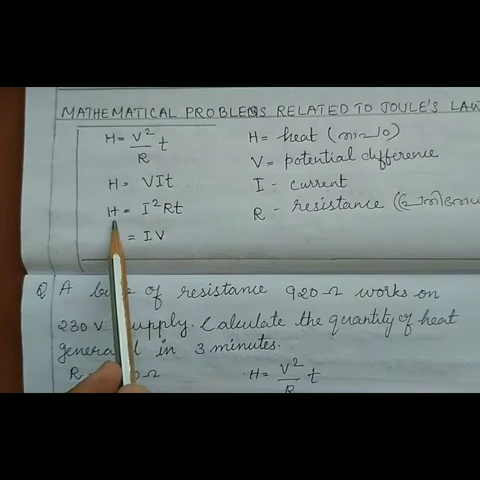 MATHEMATICAL PROBLEMS RELATED TO JOULE'S LAW
H = V²/R t
H = VIt
H = I²Rt
= IV
H = heat (താപം)
V = potential difference
I = current
R - resistance
Q A of resistance 920 Ω works on
230 V supply. Calculate the quantity of heat
in 3 minutes.
R
H = V²/R t